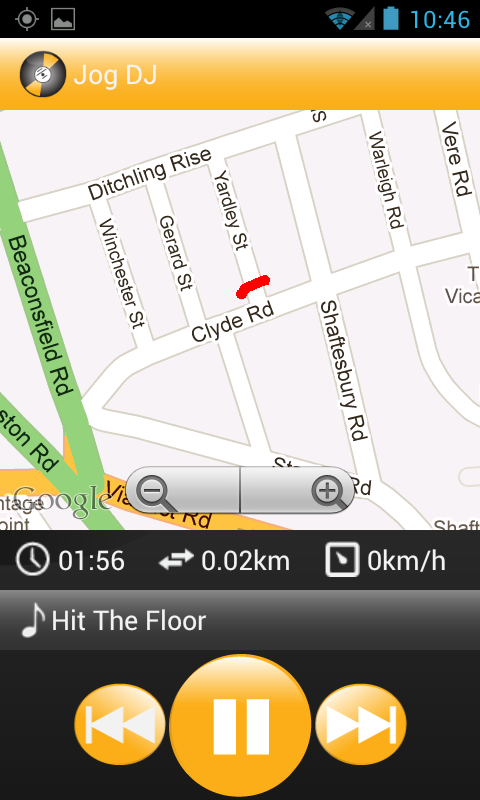 10:46
Jog DJ
S
Ditchling Rise
Yardley St
Warleigh Rd
Vere Rd
Winchester St
Gerard St
Beaconsfield Rd
T
Vica
Clyde Rd
Shaftesbury Rd
ston Rd
St
Rd
Google
Via
t Rd
ntage
Point
Shaft
01:56
0.02km
0km/h
Hit The Floor